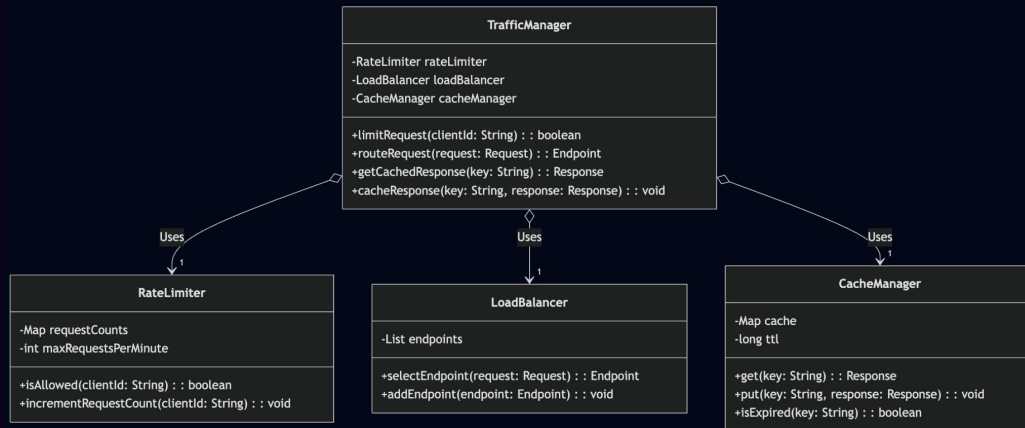 TrafficManager
-RateLimiter rateLimiter
-LoadBalancer loadBalancer
-CacheManager cacheManager
+limitRequest(clientId: String) : : boolean
+routeRequest(request: Request) : : Endpoint
+getCachedResponse(key: String) : : Response
+cacheResponse(key: String, response: Response) : : void
Uses
1
Uses
1
Uses
1
RateLimiter
-Map requestCounts
-int maxRequestsPerMinute
+isAllowed(clientId: String) : : boolean
+incrementRequestCount(clientId: String) : : void
LoadBalancer
-List endpoints
+selectEndpoint(request: Request) : : Endpoint
+addEndpoint(endpoint: Endpoint) : : void
CacheManager
-Map cache
-long ttl
+get(key: String) : : Response
+put(key: String, response: Response) : : void
+isExpired(key: String) : : boolean